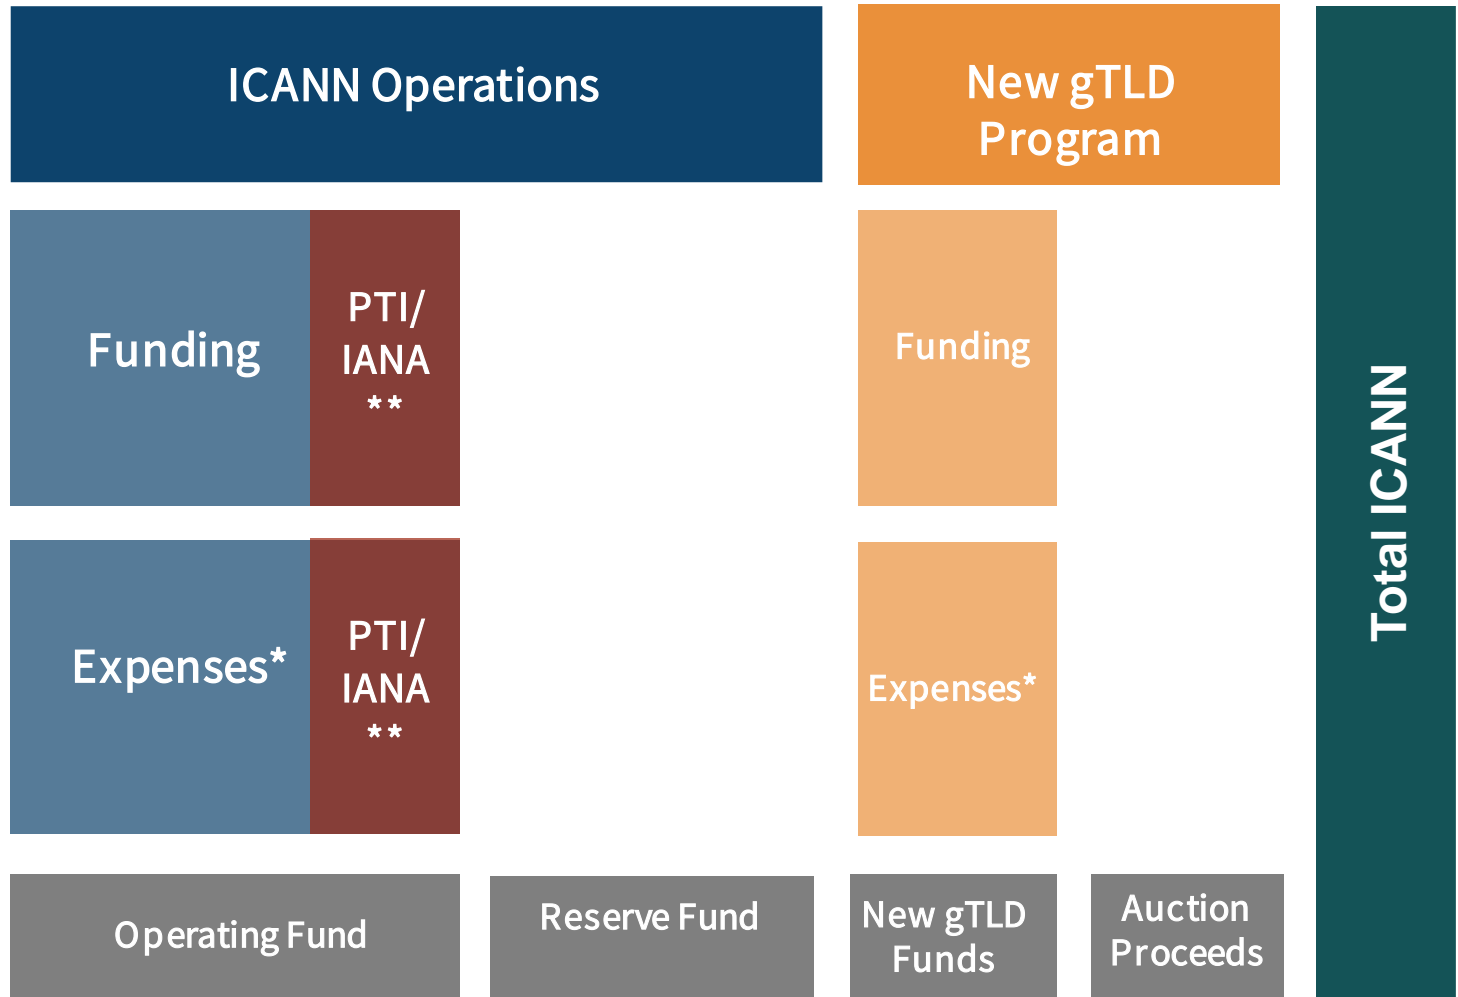 ICANN Operations
New gTLD
Program
Funding
PTI/
IANA
**
Funding
Expenses*
PTI/
IANA
**
Expenses*
Operating Fund
Reserve Fund
New gTLD
Funds
Auction
Proceeds
Total ICANN